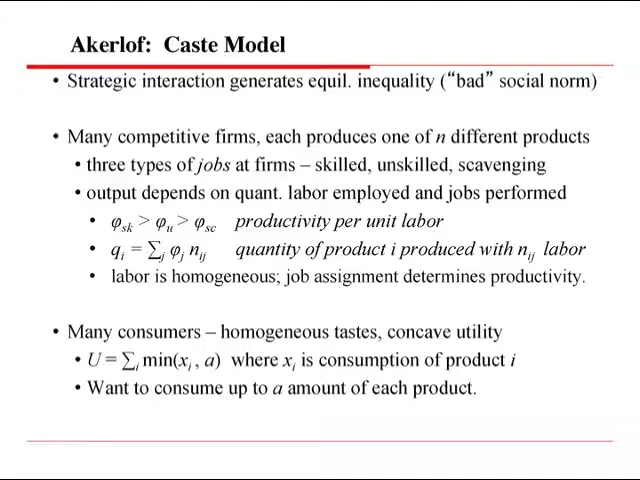 Akerlof: Caste Model
• Strategic interaction generates equil. inequality (“bad” social norm)
• Many competitive firms, each produces one of n different products
• three types of jobs at firms – skilled, unskilled, scavenging
• output depends on quant. labor employed and jobs performed
• φsk > φu > φsc productivity per unit labor
• qi = ∑j φj nij quantity of product i produced with nij labor
• labor is homogeneous; job assignment determines productivity.
• Many consumers – homogeneous tastes, concave utility
• U = ∑i min(xi , a) where xi is consumption of product i
• Want to consume up to a amount of each product.